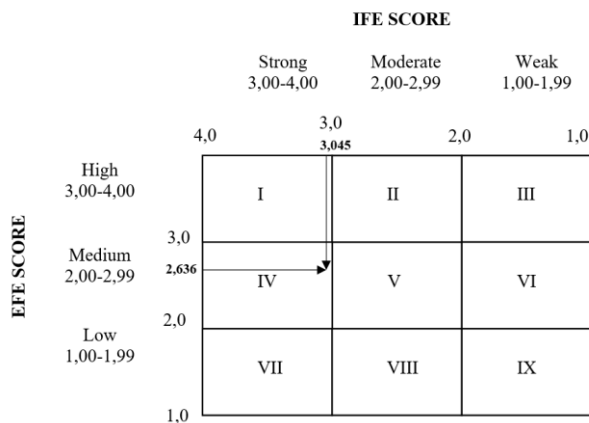 IFE SCORE
Strong Moderate Weak
3,00-4,00 2,00-2,99 1,00-1,99
4,0 3,0 2,0 1,0
3,045
High
3,00-4,00
I II III
3,0
Medium
2,00-2,99
2,636
IV V VI
EFE SCORE
2,0
Low
1,00-1,99
VII VIII IX
1,0